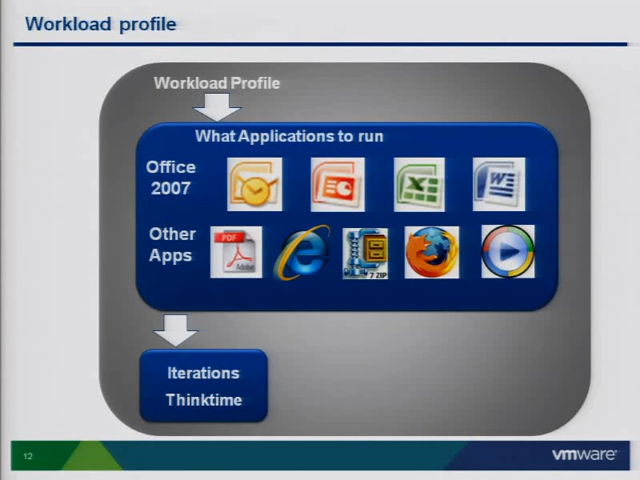 Workload profile
Workload Profile
What Applications to run
Office
2007
Other
Apps
PDF
Adobe
7 ZIP
Iterations
Thinktime
12
vmware